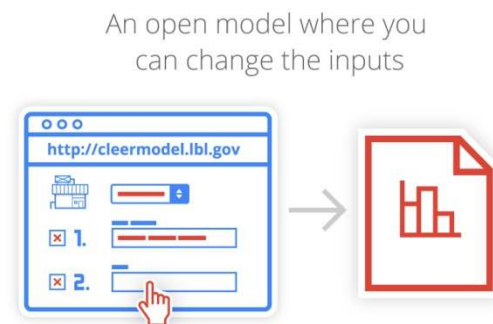 An open model where you
can change the inputs
http://cleermodel.lbl.gov
1.
2.